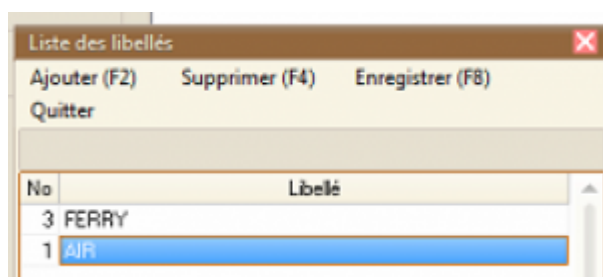 Liste des libellés
Ajouter (F2) Supprimer (F4) Enregistrer (F8)
Quitter
No Libellé
3 FERRY
1 AIR